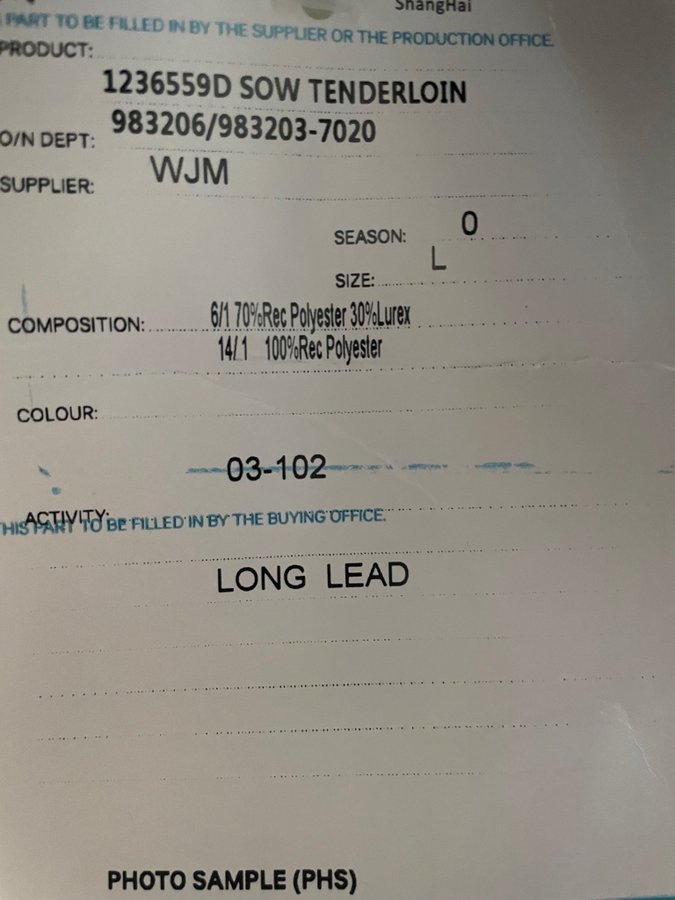 ShangHai
PART TO BE FILLED IN BY THE SUPPLIER OR THE PRODUCTION OFFICE.
PRODUCT:
1236559D SOW TENDERLOIN
O/N DEPT: 983206/983203-7020
SUPPLIER: WJM
SEASON: 0
SIZE: L
COMPOSITION: 6/1 70%Rec Polyester 30%Lurex
14/1 100%Rec Polyester
COLOUR:
03-102
ACTIVITY:
THIS PART TO BE FILLED IN BY THE BUYING OFFICE.
LONG LEAD
PHOTO SAMPLE (PHS)